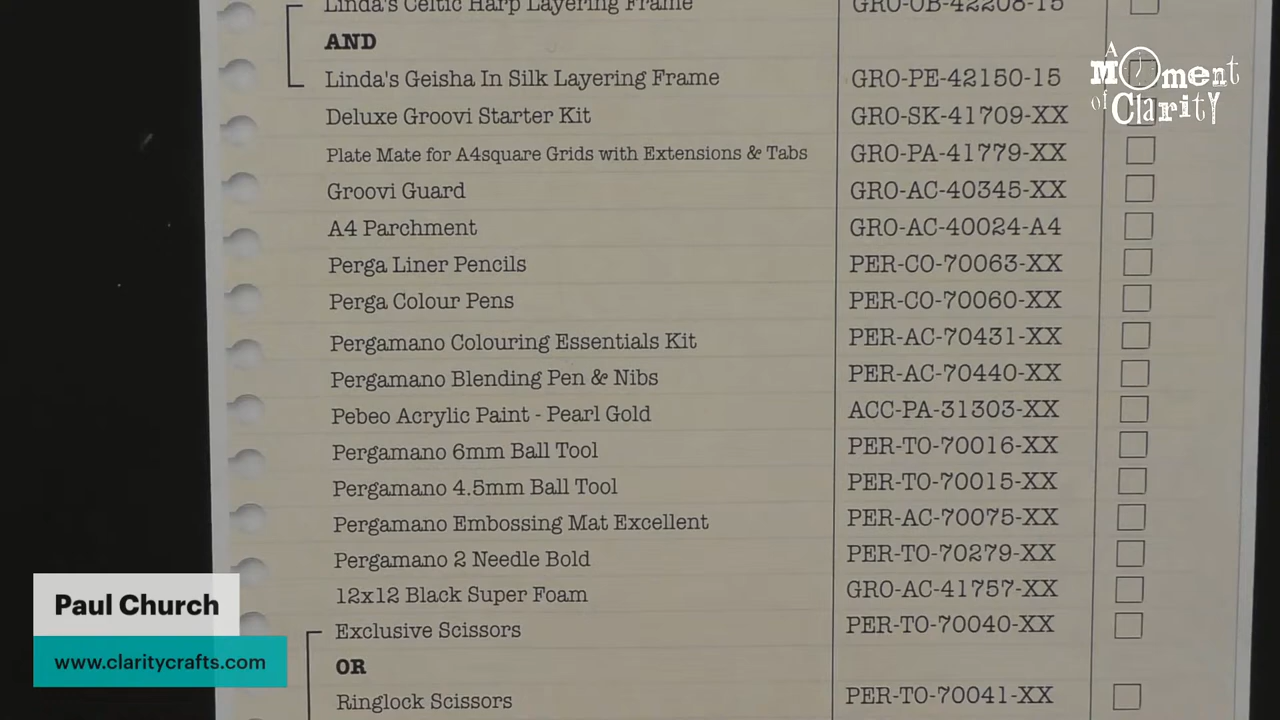 Linda's Celtic Harp Layering Frame GRO-OB-42208-15
AND
Linda's Geisha In Silk Layering Frame GRO-PE-42150-15
Deluxe Groovi Starter Kit GRO-SK-41709-XX
Plate Mate for A4square Grids with Extensions & Tabs GRO-PA-41779-XX
Groovi Guard GRO-AC-40345-XX
A4 Parchment GRO-AC-40024-A4
Perga Liner Pencils PER-CO-70063-XX
Perga Colour Pens PER-CO-70060-XX
Pergamano Colouring Essentials Kit PER-AC-70431-XX
Pergamano Blending Pen & Nibs PER-AC-70440-XX
Pebeo Acrylic Paint - Pearl Gold ACC-PA-31303-XX
Pergamano 6mm Ball Tool PER-TO-70016-XX
Pergamano 4.5mm Ball Tool PER-TO-70015-XX
Pergamano Embossing Mat Excellent PER-AC-70075-XX
Pergamano 2 Needle Bold PER-TO-70279-XX
12x12 Black Super Foam GRO-AC-41757-XX
Exclusive Scissors PER-TO-70040-XX
OR
Ringlock Scissors PER-TO-70041-XX
A
Moment
of Clarity
Paul Church
www.claritycrafts.com